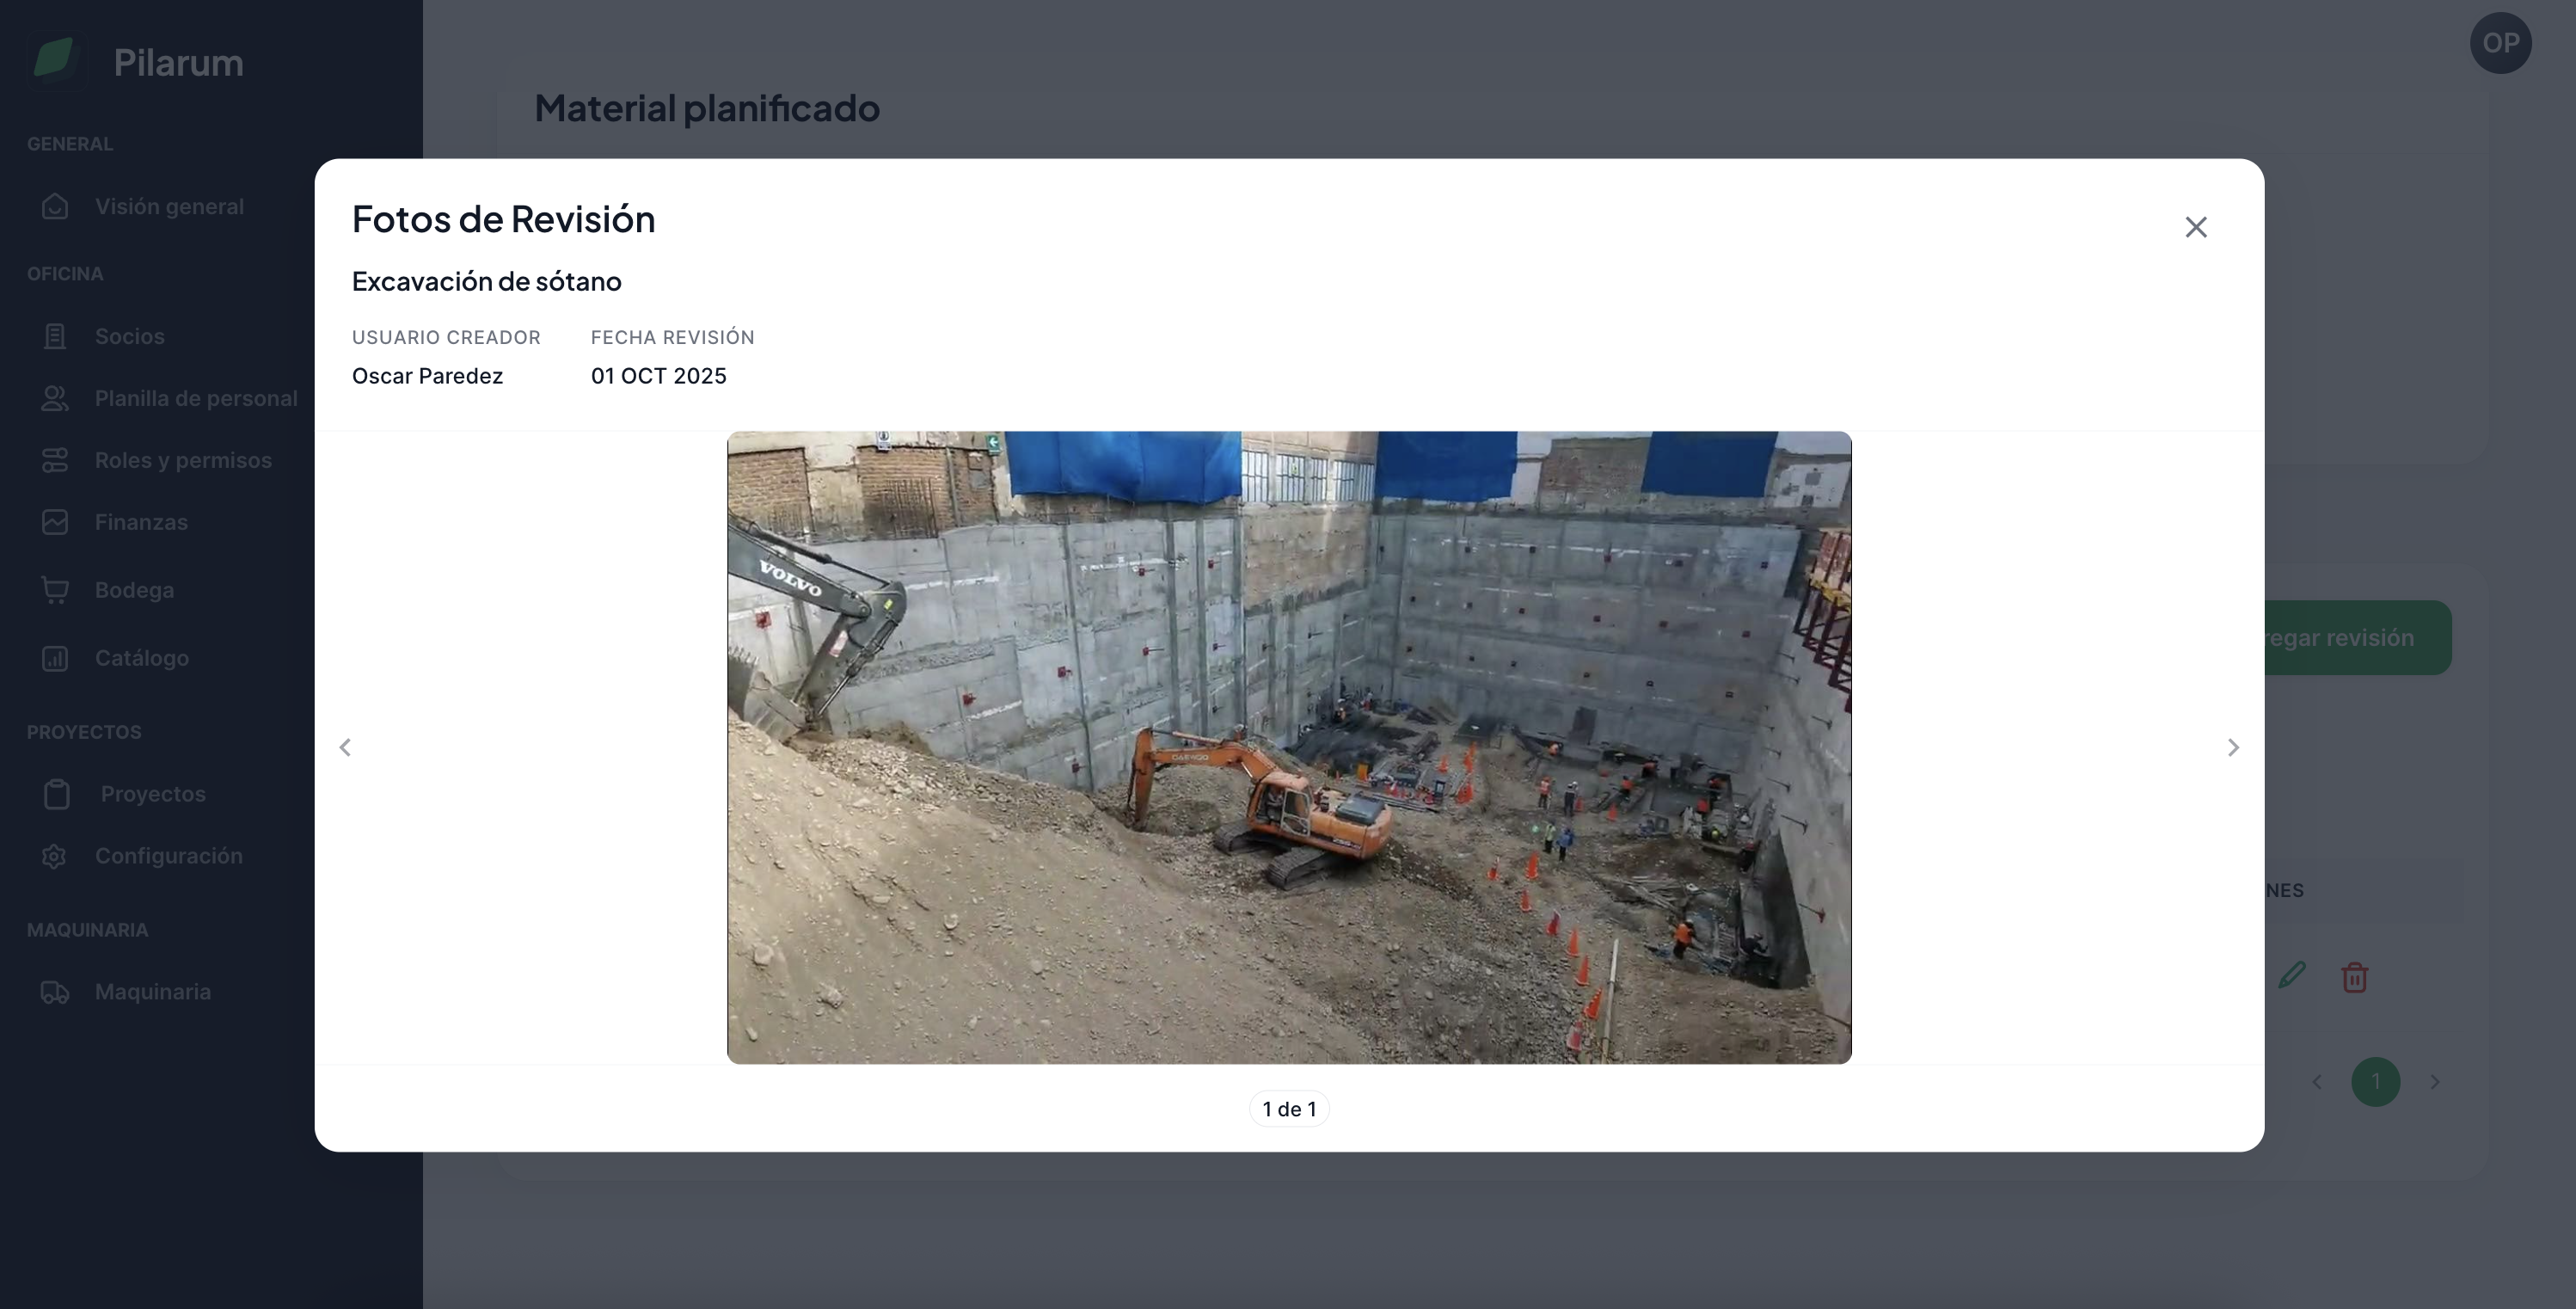 Pilarum
OP
GENERAL
Visión general
OFICINA
Socios
Planilla de personal
Roles y permisos
Finanzas
Bodega
Catálogo
PROYECTOS
Proyectos
Configuración
MAQUINARIA
Maquinaria
Material planificado
Fotos de Revisión
Excavación de sótano
USUARIO CREADOR
FECHA REVISIÓN
Oscar Paredez
01 OCT 2025
VOLVO
DAEWOO
1 de 1
regar revisión
NES
1